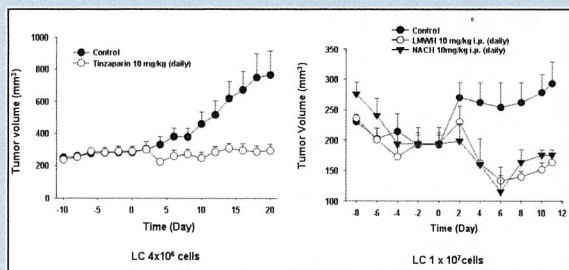 Control
Tinzaparin 10 mg/kg (daily)
Tumor volume (mm³)
1000
800
600
400
200
0
-10 -5 0 5 10 15 20
Time (Day)
LC 4x10⁶ cells
Control
LMWH 10 mg/kg i.p. (daily)
NACH 10mg/kg i.p. (daily)
Tumor Volume (mm³)
350
300
250
200
150
100
-8 -6 -4 -2 0 2 4 6 8 10 11
Time (Day)
LC 1 x 10⁷cells